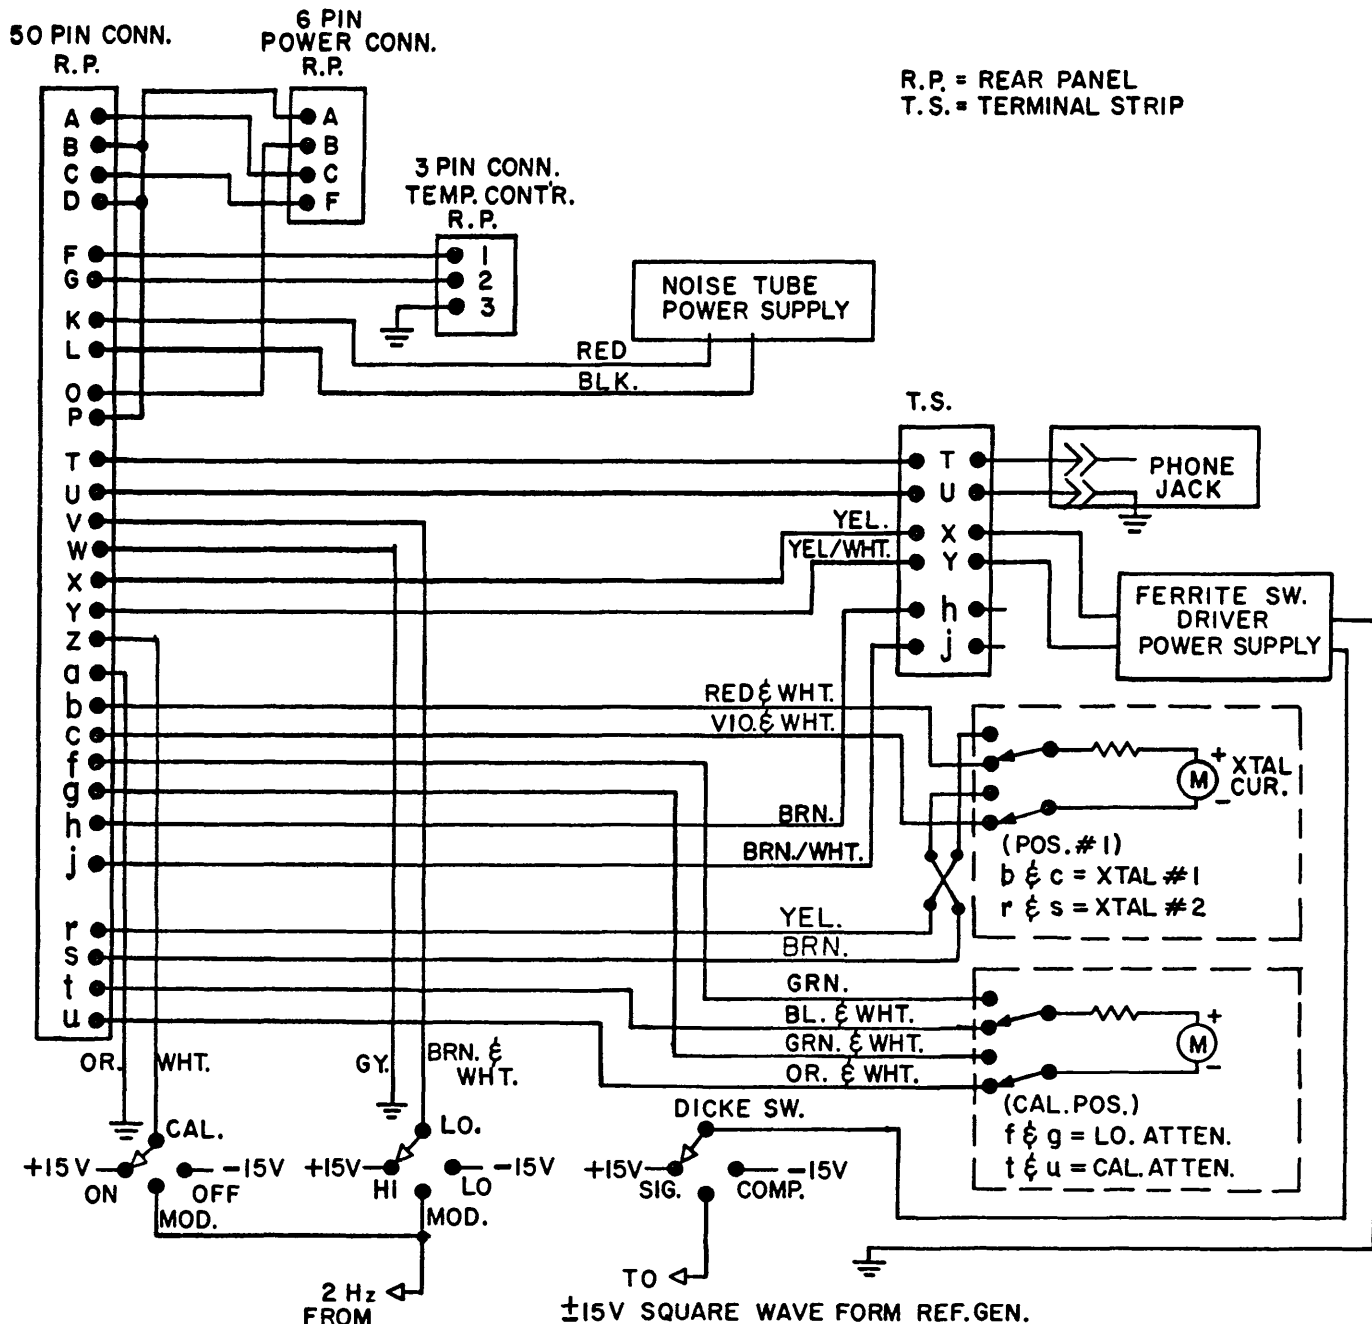 50 PIN CONN.
R.P.
6 PIN
POWER CONN.
R.P.
R.P. = REAR PANEL
T.S. = TERMINAL STRIP
A
B
C
D
F
G
K
L
O
P
T
U
V
W
X
Y
Z
a
b
c
f
g
h
j
r
s
t
u
A
B
C
F
3 PIN CONN.
TEMP. CONT'R.
R.P.
1
2
3
NOISE TUBE
POWER SUPPLY
RED
BLK.
T.S.
T
U
X
Y
h
j
PHONE
JACK
YEL.
YEL/WHT.
FERRITE SW.
DRIVER
POWER SUPPLY
RED & WHT.
VIO. & WHT.
BRN.
BRN./WHT.
YEL.
BRN.
+ XTAL
M CUR.
-
(POS. #1)
b & c = XTAL #1
r & s = XTAL #2
GRN.
BL. & WHT.
GRN. & WHT.
OR. & WHT.
+
M
-
(CAL. POS.)
f & g = LO. ATTEN.
t & u = CAL. ATTEN.
OR.
WHT.
GY.
BRN. &
WHT.
CAL.
+15V
-15V
ON
OFF
MOD.
LO.
+15V
-15V
HI
LO
MOD.
DICKE SW.
+15V
-15V
SIG.
COMP.
2 Hz
FROM
TO
±15V SQUARE WAVE FORM REF. GEN.